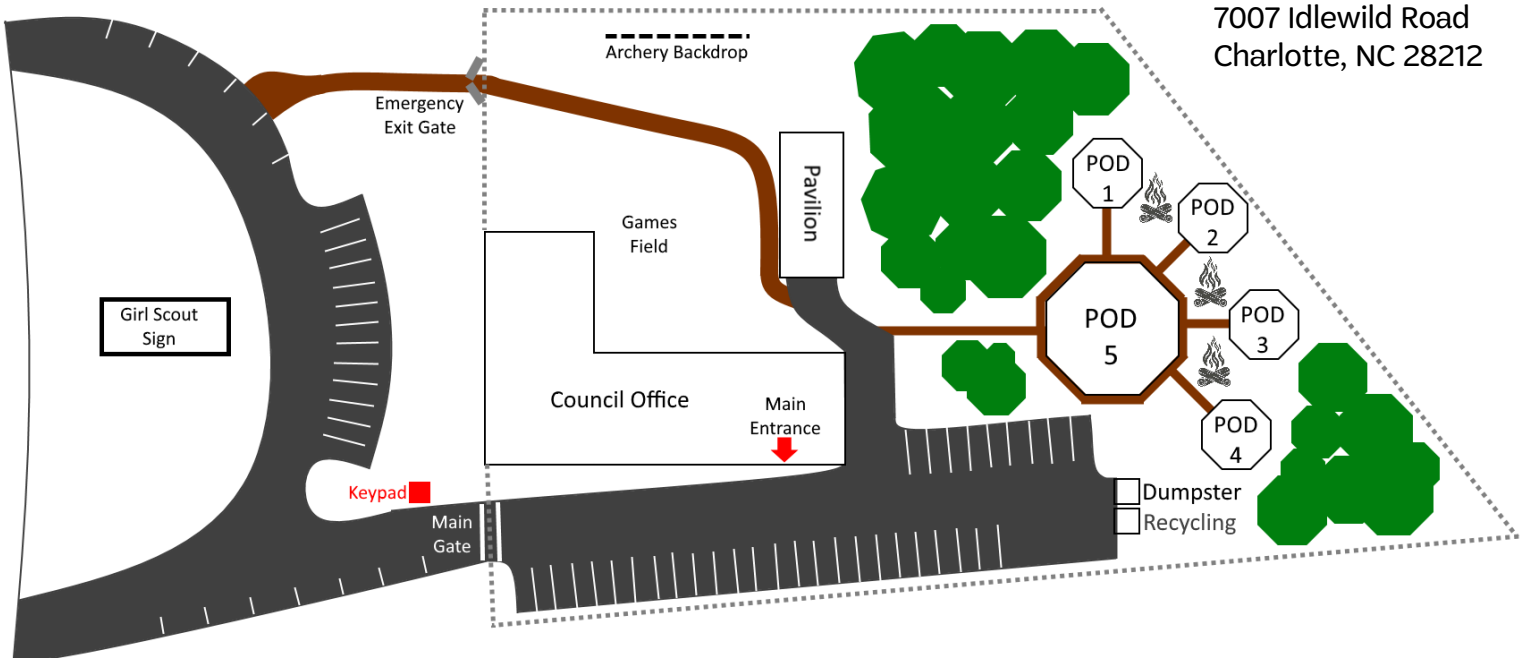 7007 Idlewild Road
Charlotte, NC 28212
Archery Backdrop
Emergency
Exit Gate
Pavilion
POD
1
POD
2
Games
Field
POD
3
Girl Scout
Sign
POD
5
Council Office
Main
Entrance
POD
4
Keypad
Dumpster
Main
Gate
Recycling